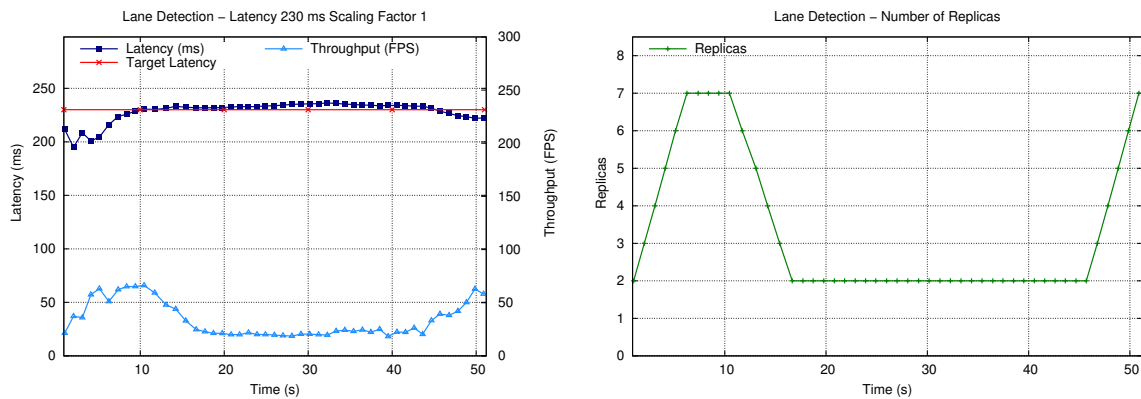 Lane Detection – Latency 230 ms Scaling Factor 1
Latency (ms)
Target Latency
Throughput (FPS)
Latency (ms)
0
50
100
150
200
250
0
50
100
150
200
250
300
Throughput (FPS)
10
20
30
40
50
Time (s)
Lane Detection – Number of Replicas
Replicas
Replicas
0
1
2
3
4
5
6
7
8
10
20
30
40
50
Time (s)